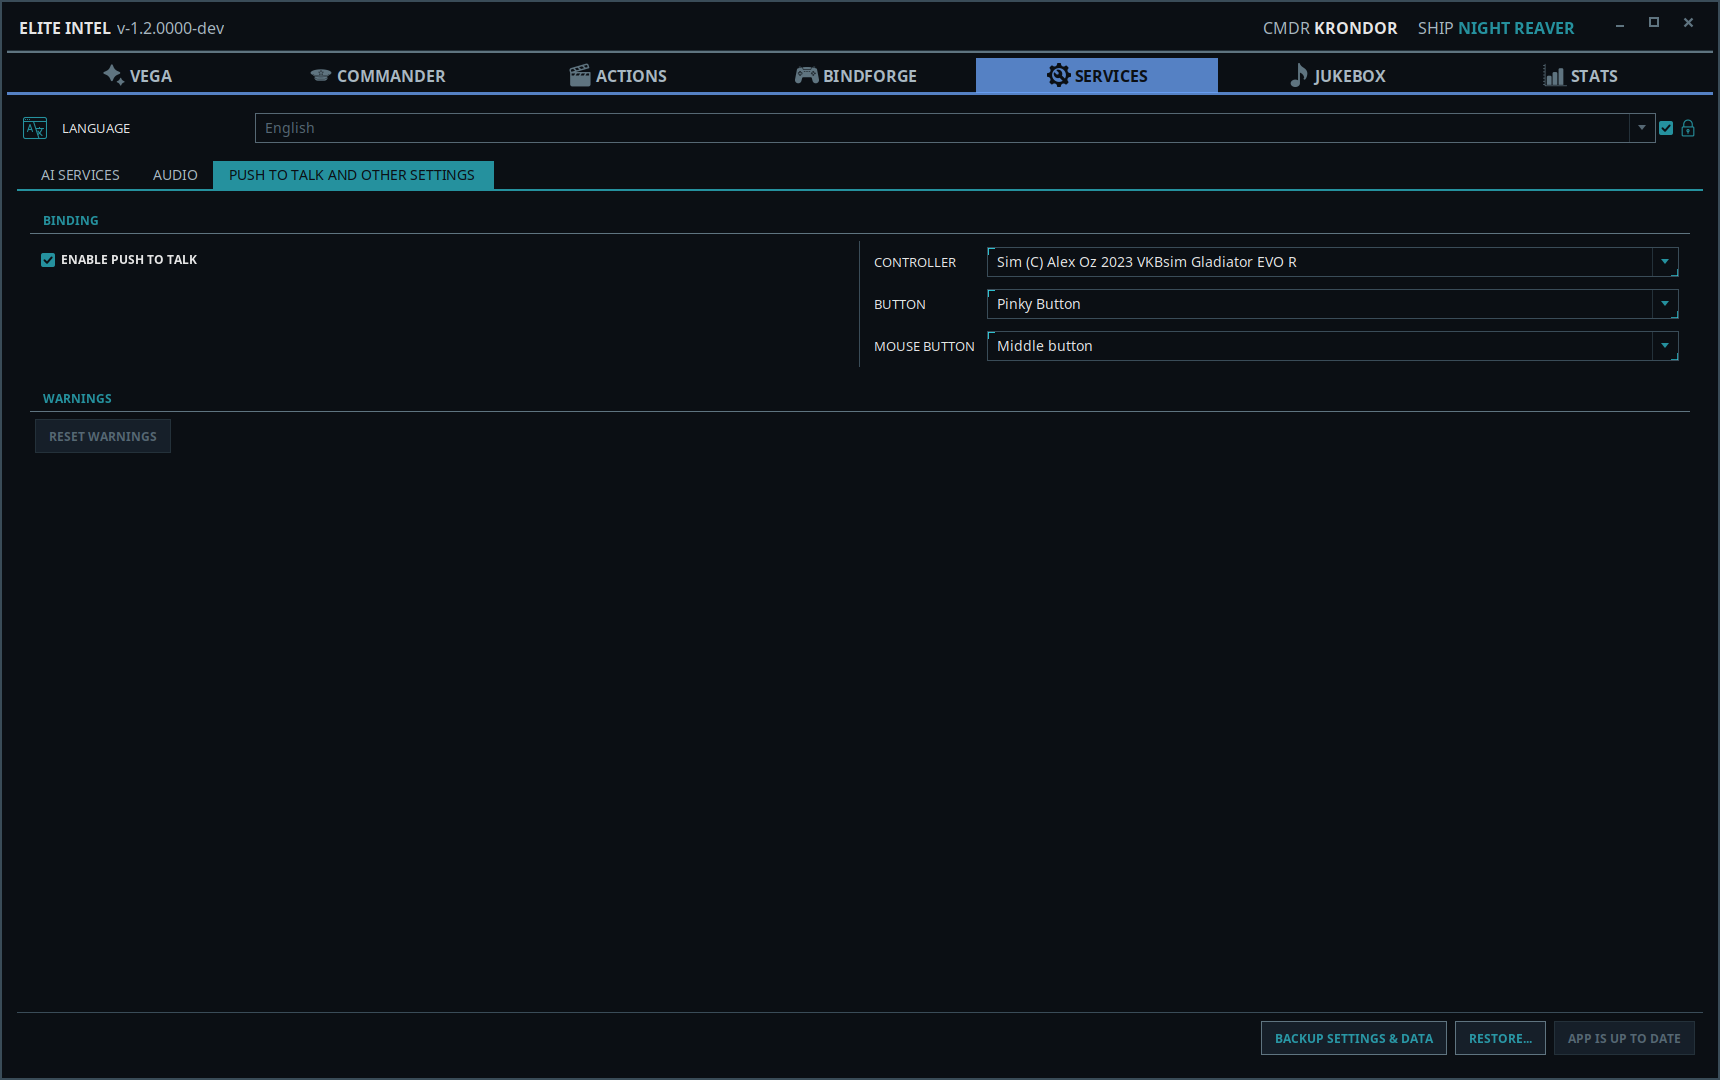 ELITE INTEL v-1.2.0000-dev
CMDR KRONDOR SHIP NIGHT REAVER
VEGA COMMANDER ACTIONS BINDFORGE SERVICES JUKEBOX STATS
LANGUAGE English
AI SERVICES AUDIO PUSH TO TALK AND OTHER SETTINGS
BINDING
ENABLE PUSH TO TALK
CONTROLLER Sim (C) Alex Oz 2023 VKBsim Gladiator EVO R
BUTTON Pinky Button
MOUSE BUTTON Middle button
WARNINGS
RESET WARNINGS
BACKUP SETTINGS & DATA RESTORE... APP IS UP TO DATE